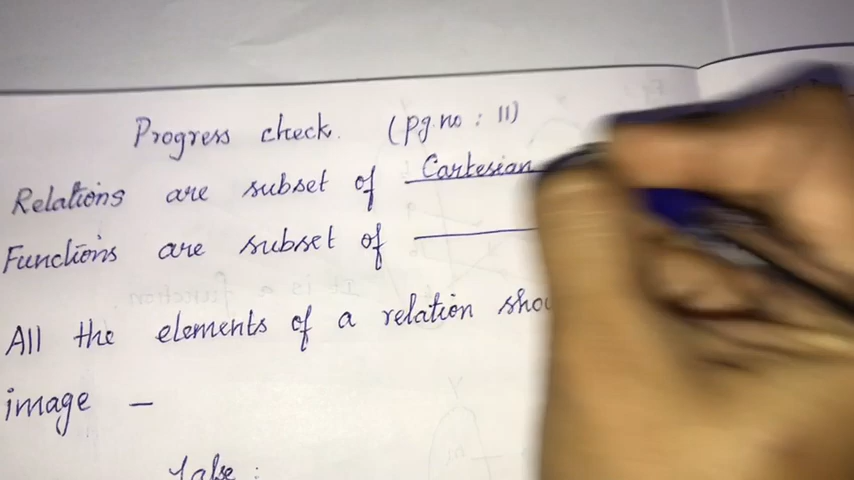 Progress check. (Pg.no : 11)
Relations are subset of Cartesian
Functions are subset of
All the elements of a relation shou
image —
False :